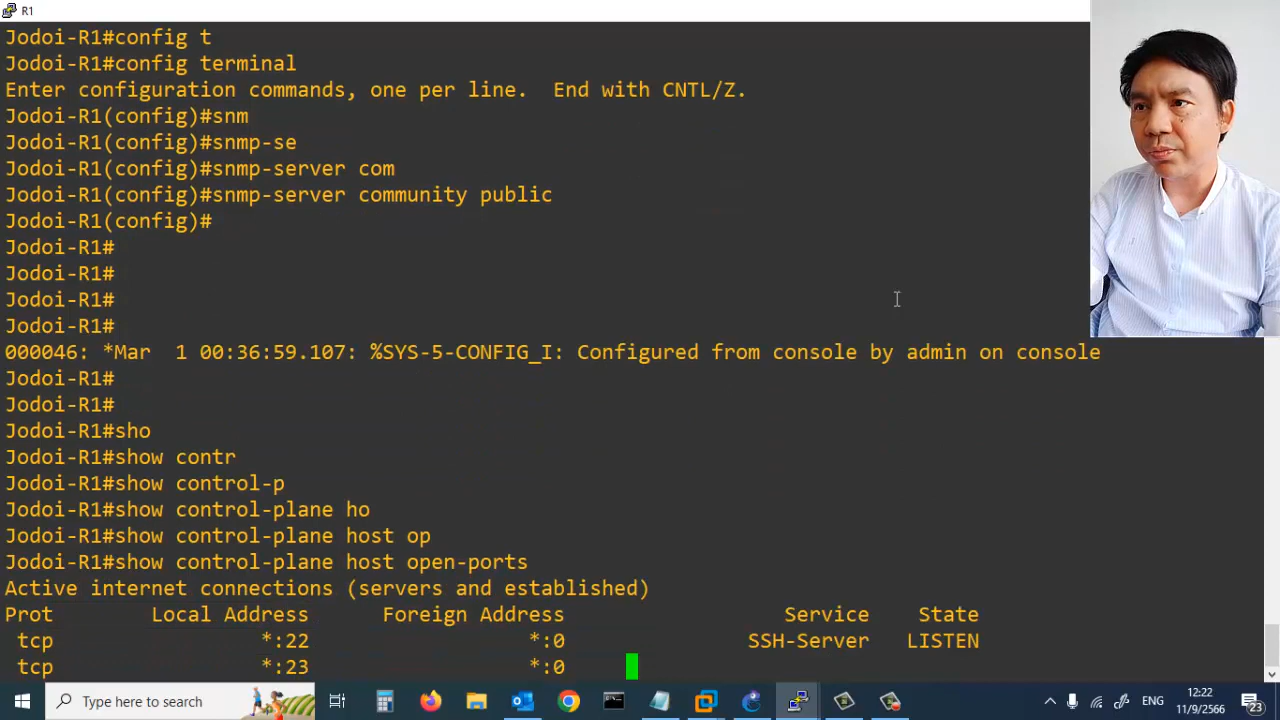 R1
Jodoi-R1#config t
Jodoi-R1#config terminal
Enter configuration commands, one per line.  End with CNTL/Z.
Jodoi-R1(config)#snm
Jodoi-R1(config)#snmp-se
Jodoi-R1(config)#snmp-server com
Jodoi-R1(config)#snmp-server community public
Jodoi-R1(config)#
Jodoi-R1#
Jodoi-R1#
Jodoi-R1#
Jodoi-R1#
000046: *Mar  1 00:36:59.107: %SYS-5-CONFIG_I: Configured from console by admin on console
Jodoi-R1#
Jodoi-R1#
Jodoi-R1#sho
Jodoi-R1#show contr
Jodoi-R1#show control-p
Jodoi-R1#show control-plane ho
Jodoi-R1#show control-plane host op
Jodoi-R1#show control-plane host open-ports
Active internet connections (servers and established)
Prot Local Address Foreign Address Service State
tcp *:22 *:0 SSH-Server LISTEN
tcp *:23 *:0
Type here to search
ENG
12:22
11/9/2566
23